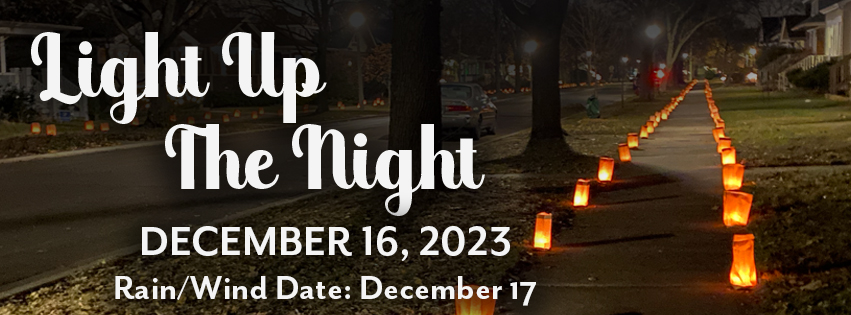 Light Up
The Night
DECEMBER 16, 2023
Rain/Wind Date: December 17